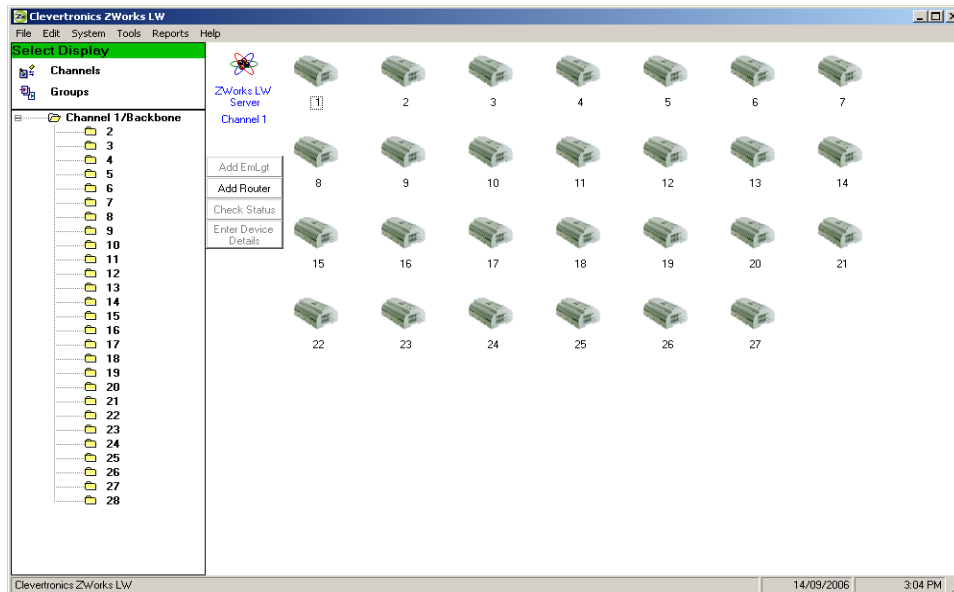 Clevertronics ZWorks LW
File Edit System Tools Reports Help
Select Display
Channels
Groups
Channel 1/Backbone
2
3
4
5
6
7
8
9
10
11
12
13
14
15
16
17
18
19
20
21
22
23
24
25
26
27
28
ZWorks LW
Server
Channel 1
Add EmLgt
Add Router
Check Status
Enter Device
Details
1 2 3 4 5 6 7
8 9 10 11 12 13 14
15 16 17 18 19 20 21
22 23 24 25 26 27
Clevertronics ZWorks LW 14/09/2006 3:04 PM